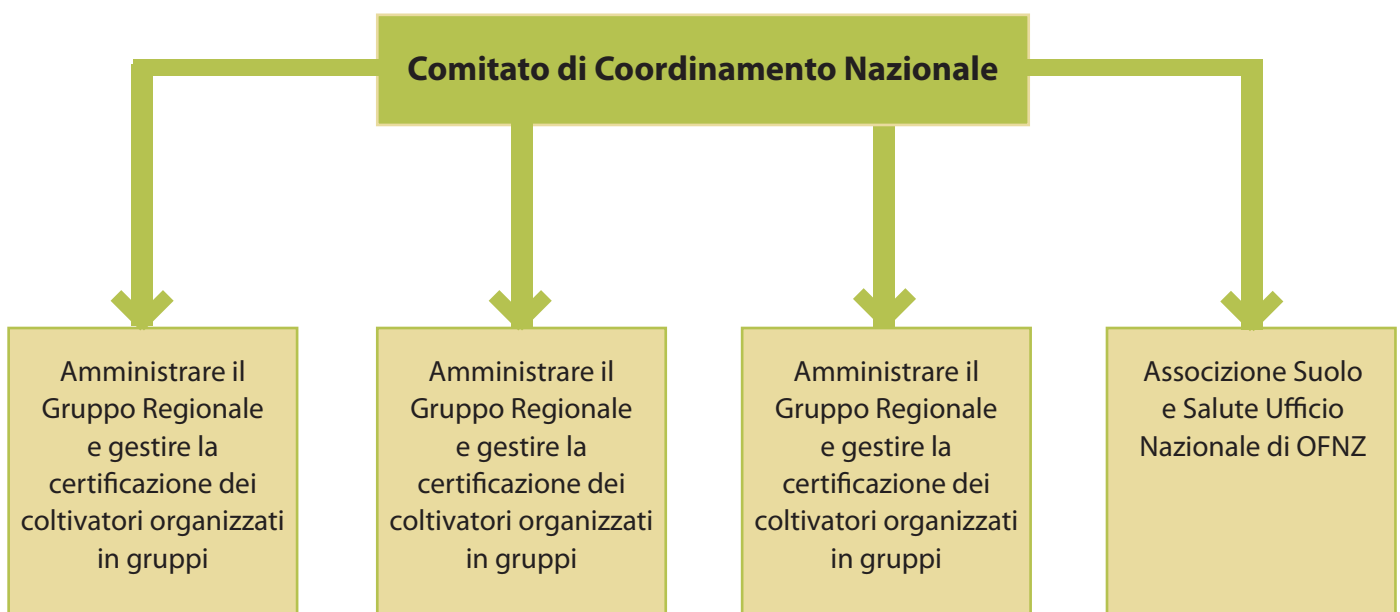 Comitato di Coordinamento Nazionale
Amministrare il
Gruppo Regionale
e gestire la
certificazione dei
coltivatori organizzati
in gruppi
Amministrare il
Gruppo Regionale
e gestire la
certificazione dei
coltivatori organizzati
in gruppi
Amministrare il
Gruppo Regionale
e gestire la
certificazione dei
coltivatori organizzati
in gruppi
Associzione Suolo
e Salute Ufficio
Nazionale di OFNZ